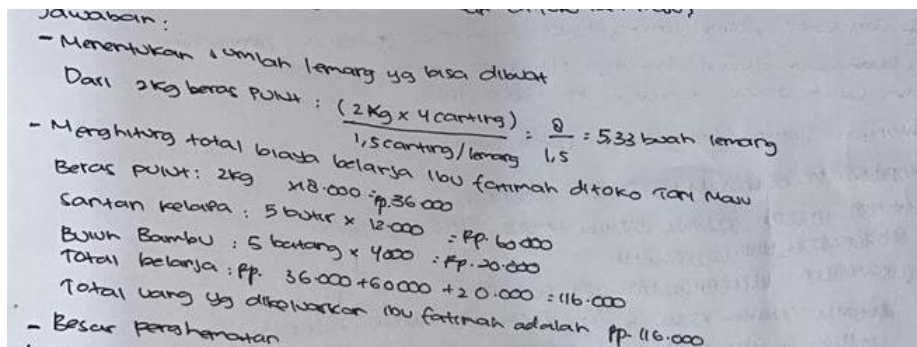 Jawaban :
- Menentukan jumlah lemang yg bisa dibuat
Dari 2kg beras pulut : (2 Kg x 4 canting) / 1,5 canting/lemang = 8 / 1,5 = 5,33 buah lemang
- Menghitung total biaya belanja Ibu fatimah ditoko Tani Maju
Beras pulut : 2kg x18.000 = Rp.36.000
Santan kelapa : 5 butir x 12.000 = Rp. 60.000
Buluh Bambu : 5 batang x 4000 = Rp. 20.000
Total belanja : Rp. 36.000 + 60000 + 20.000 = 116.000
Total uang yg dikeluarkan ibu fatimah adalah Rp. 116.000
- Besar penghematan